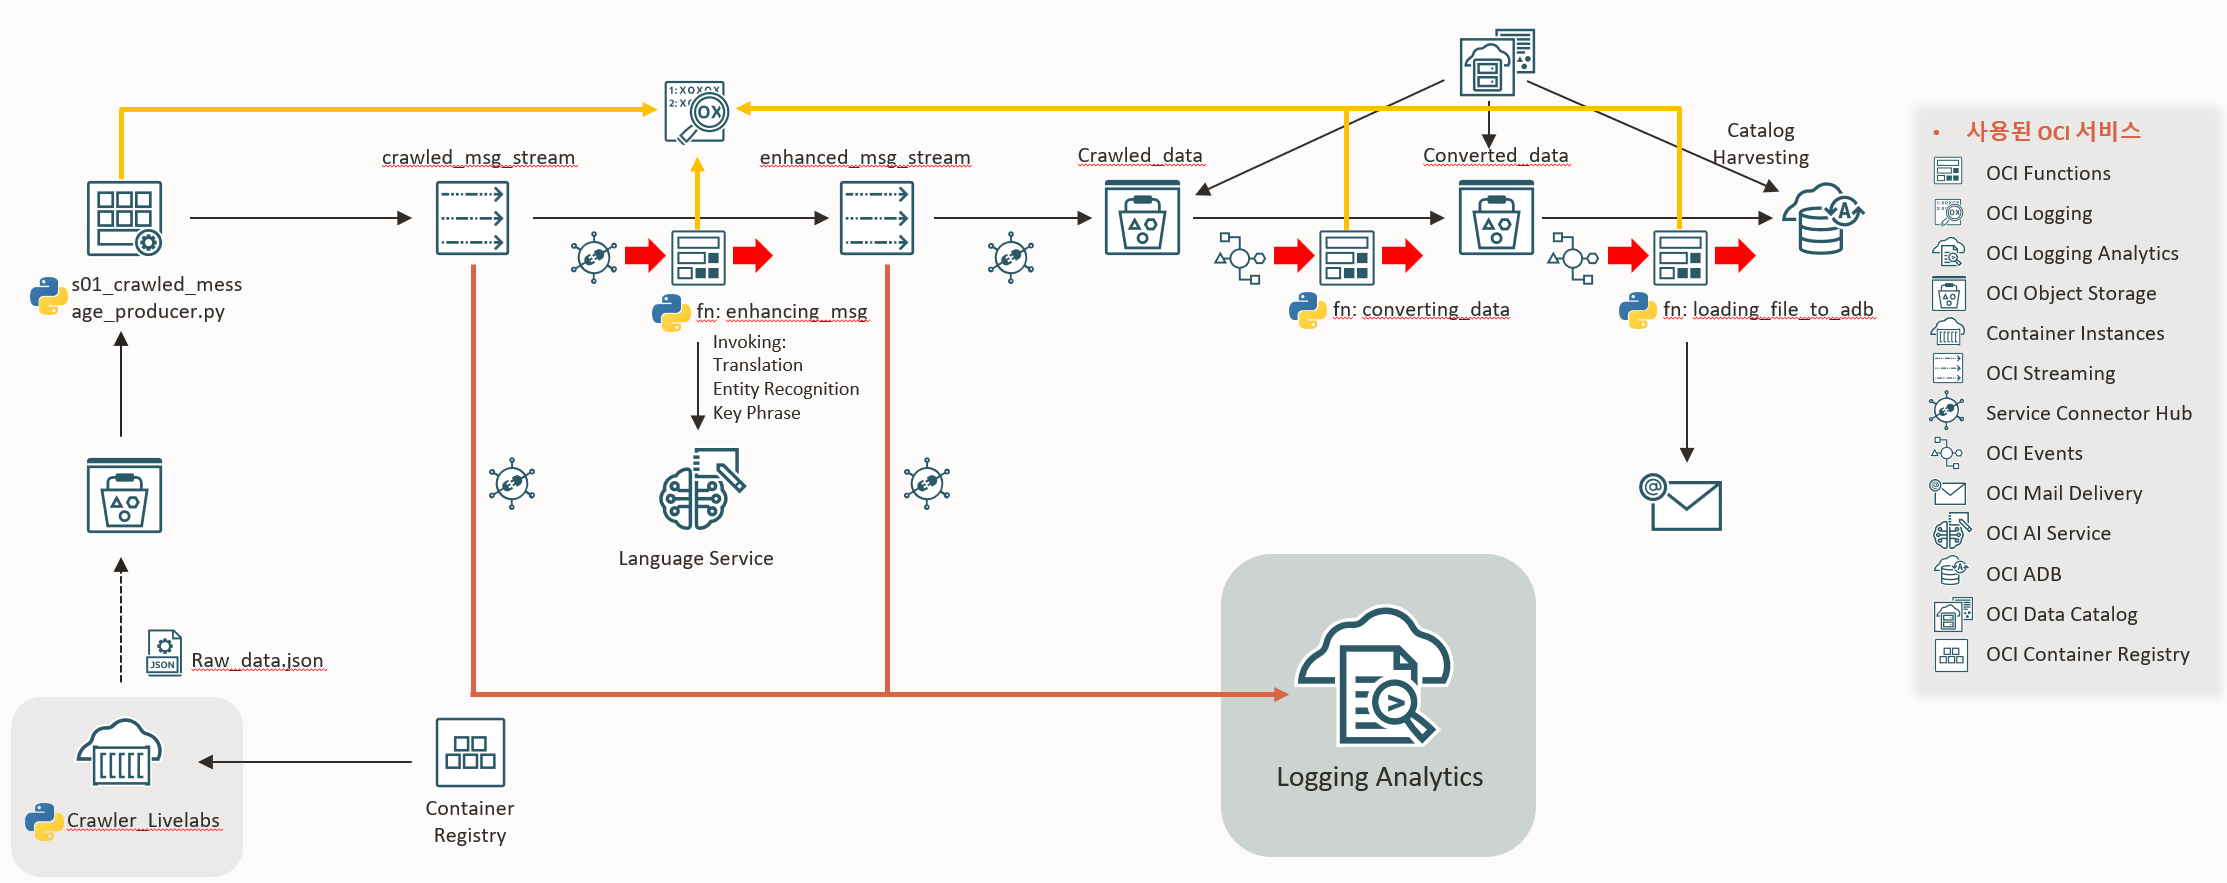 1: XOXOX
2: XC
OX
crawled_msg_stream
enhanced_msg_stream
Crawled_data
Converted_data
Catalog
Harvesting
A
s01_crawled_mess
age_producer.py
fn: enhancing_msg
Invoking:
Translation
Entity Recognition
Key Phrase
fn: converting_data
fn: loading_file_to_adb
@
Language Service
JSON
Raw_data.json
Crawler_Livelabs
Container
Registry
>
Logging Analytics
• 사용된 OCI 서비스
OCI Functions
OCI Logging
OCI Logging Analytics
OCI Object Storage
Container Instances
OCI Streaming
Service Connector Hub
OCI Events
OCI Mail Delivery
OCI AI Service
OCI ADB
OCI Data Catalog
OCI Container Registry